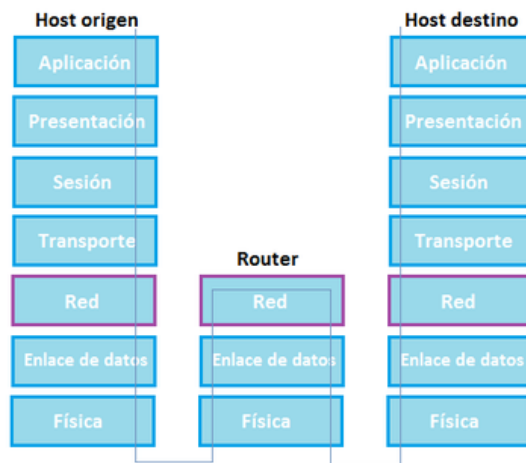 Host origen
Aplicación
Presentación
Sesión
Transporte
Red
Enlace de datos
Física
Router
Red
Enlace de datos
Física
Host destino
Aplicación
Presentación
Sesión
Transporte
Red
Enlace de datos
Física